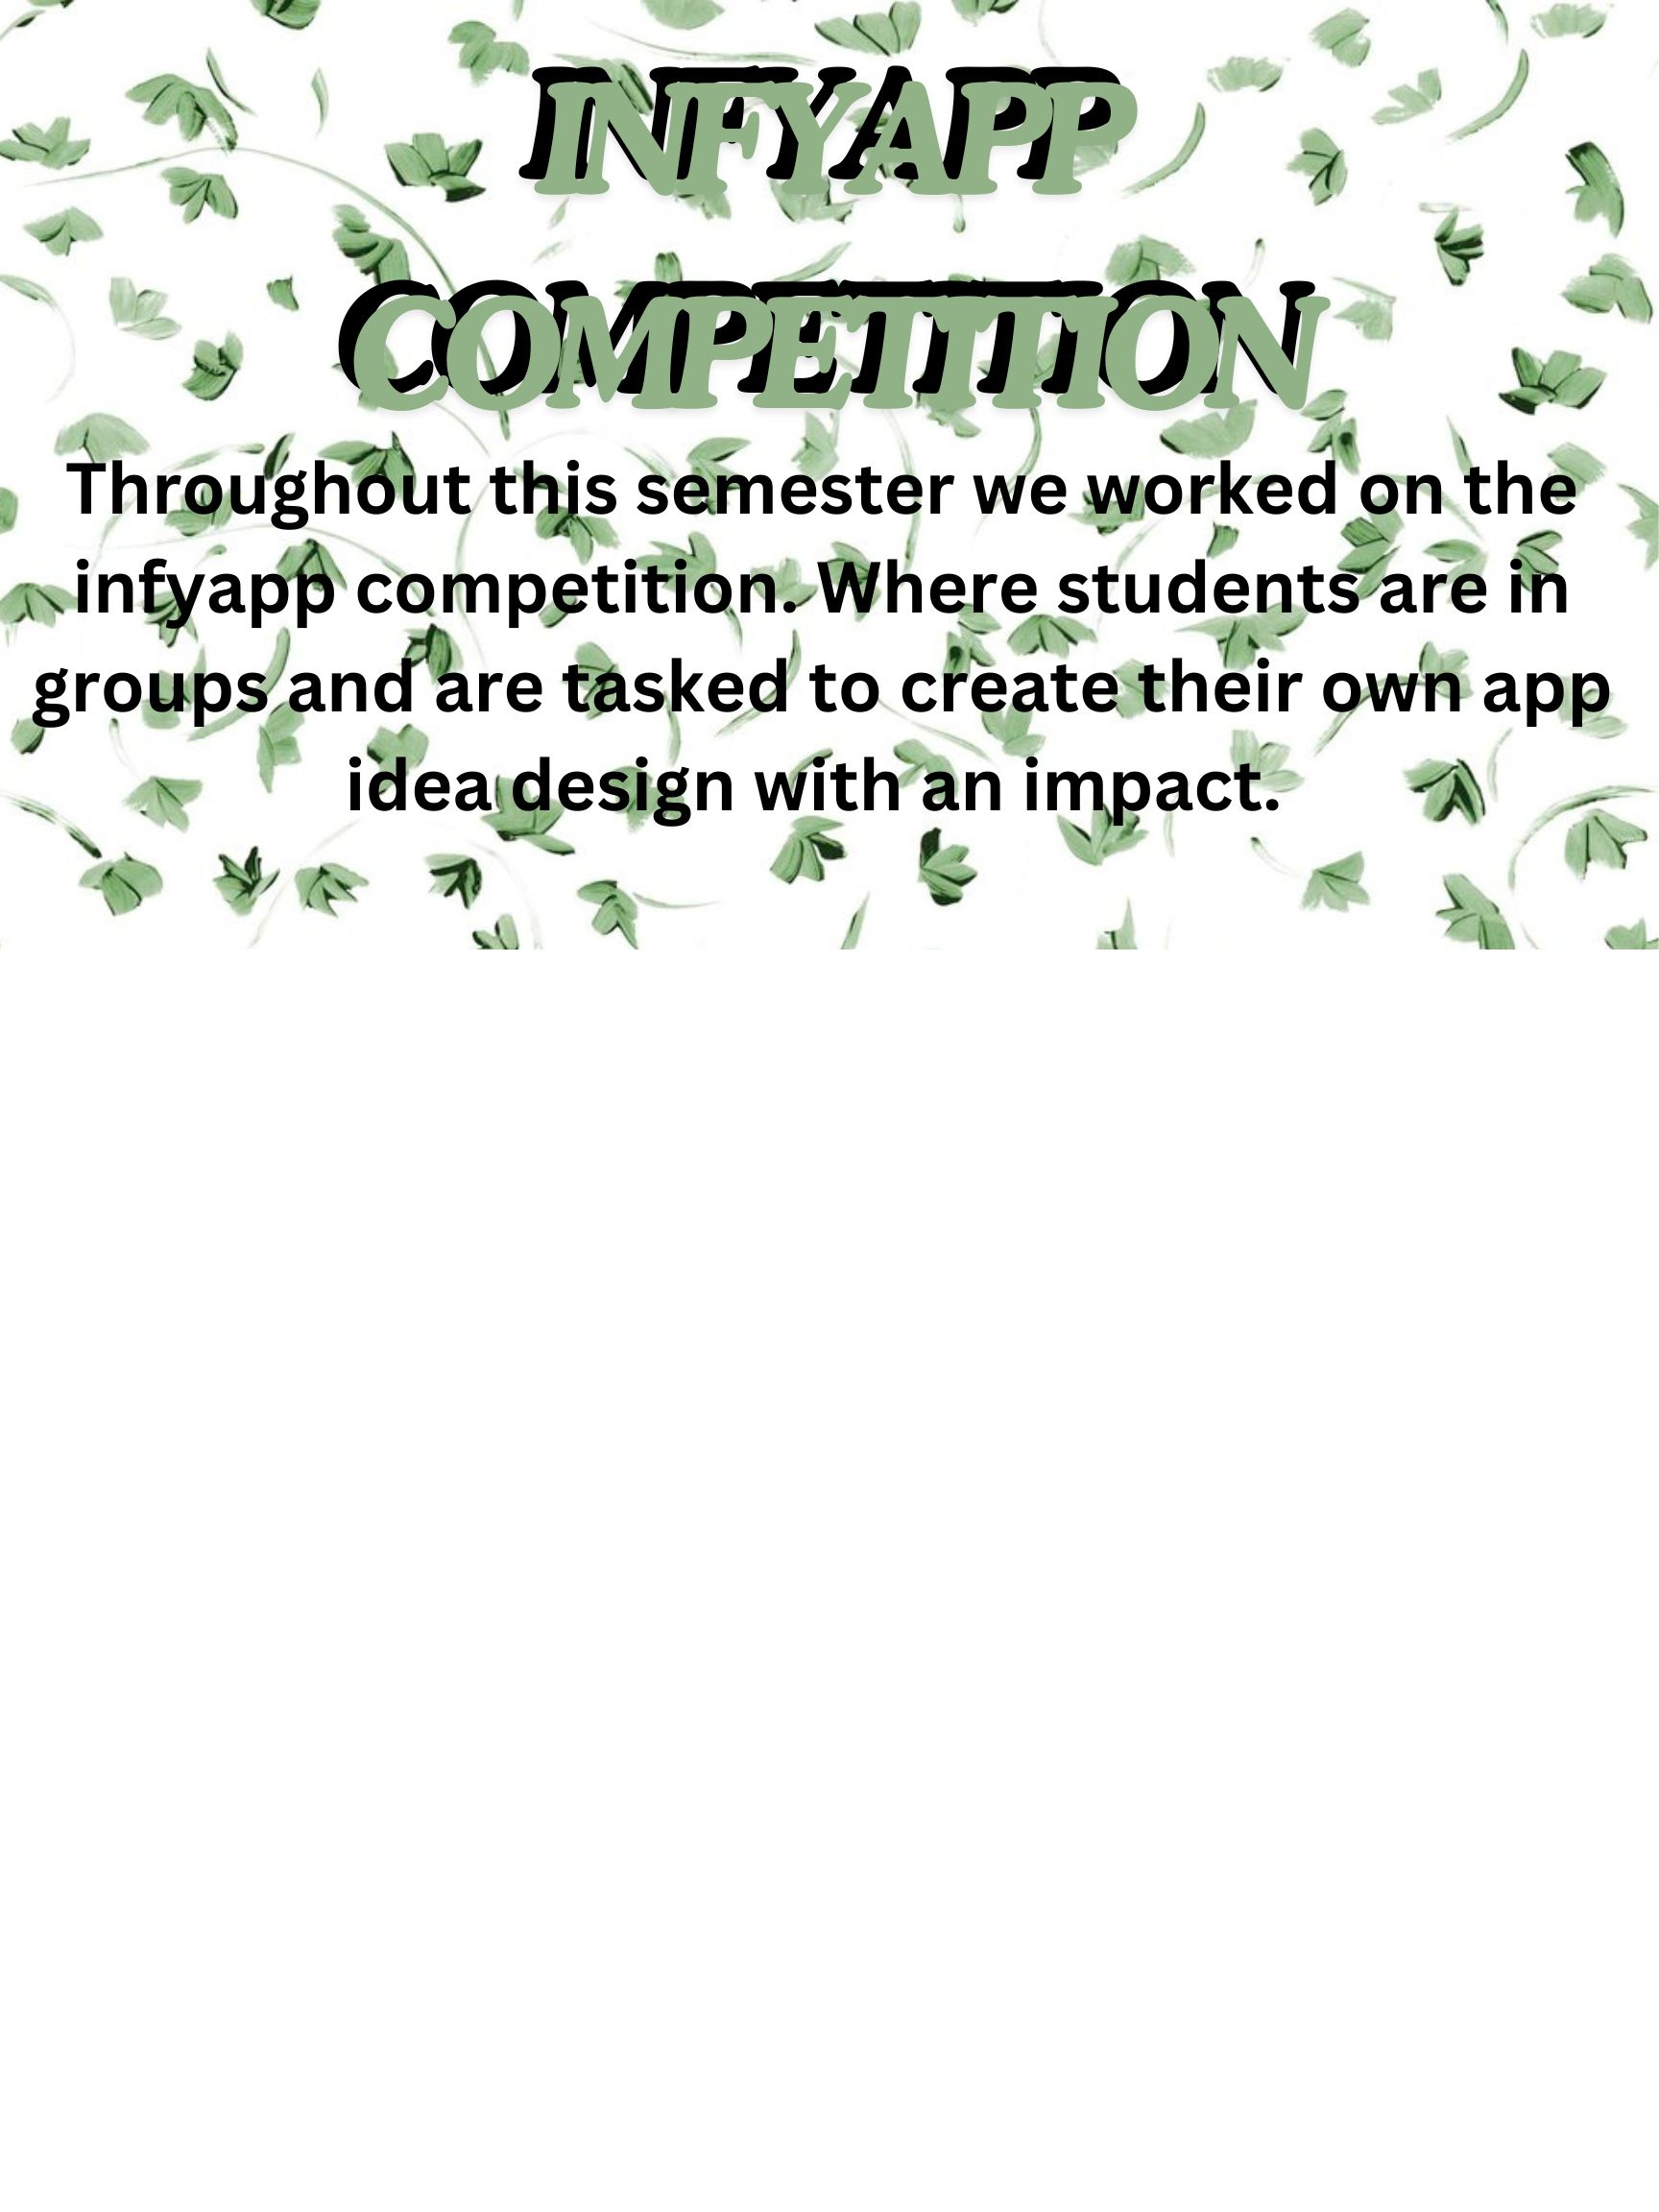 INFYAPP
COMPETITION
Throughout this semester we worked on the
infyapp competition. Where students are in
groups and are tasked to create their own app
idea design with an impact.